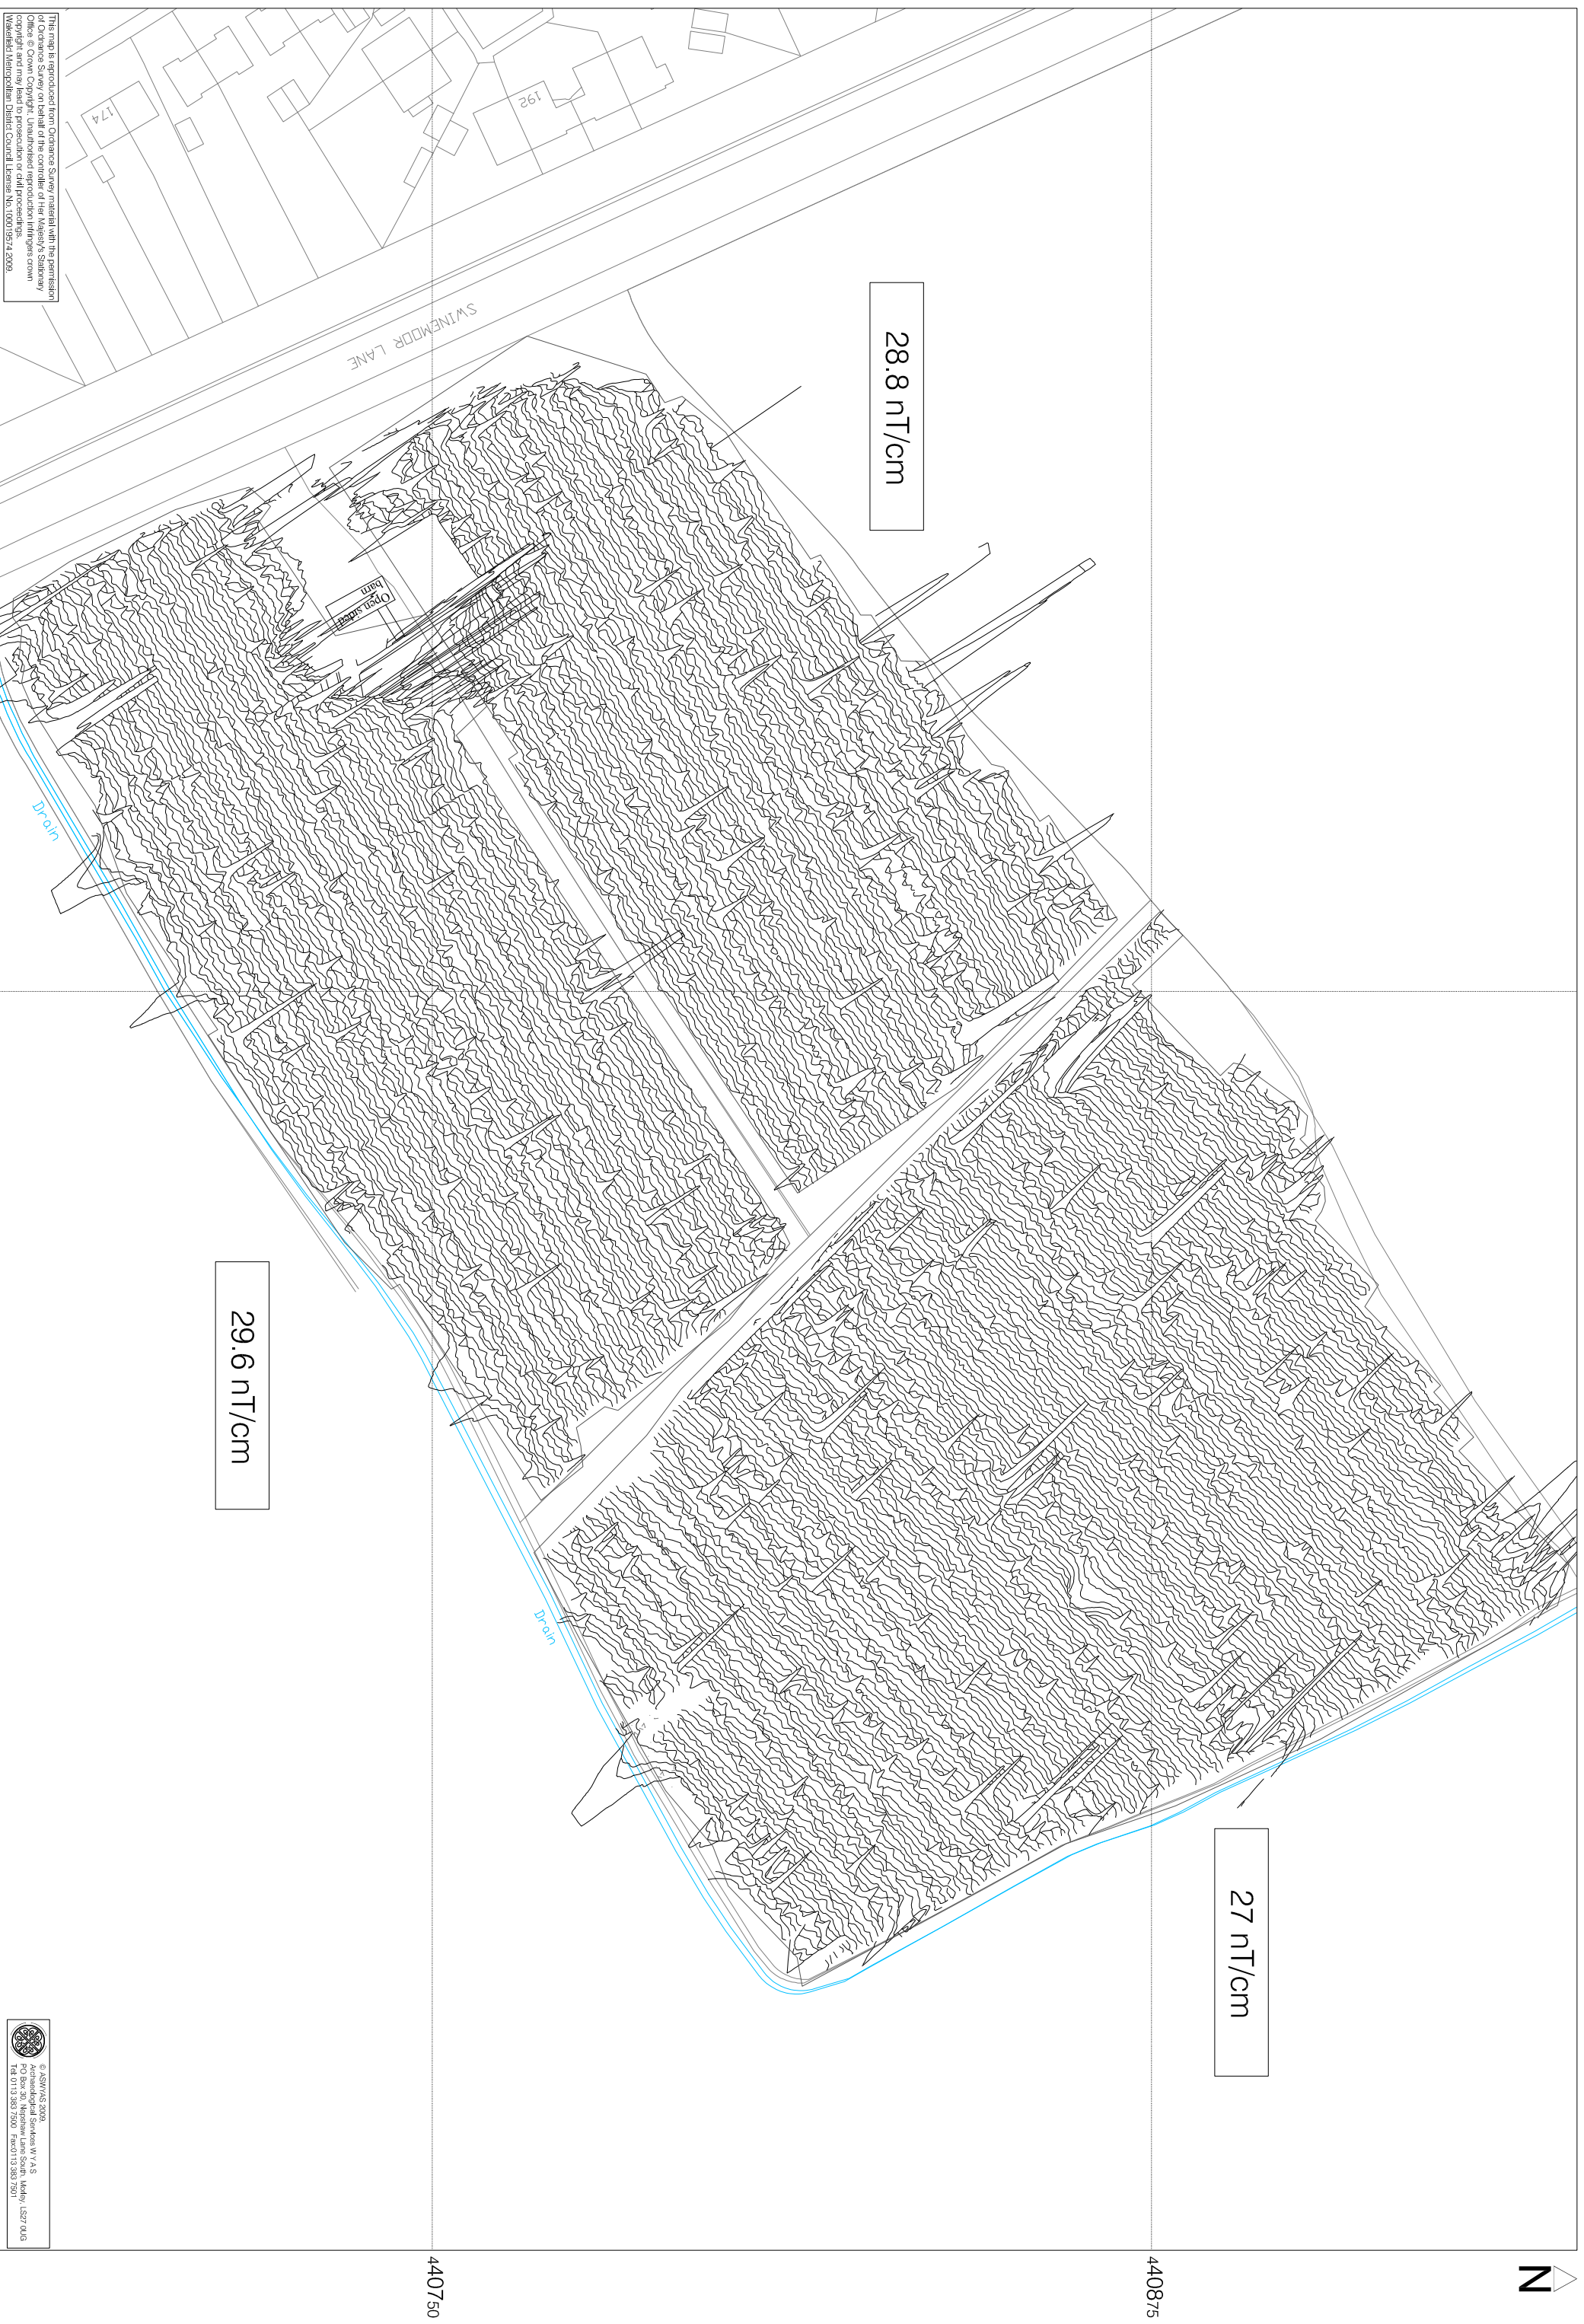 This map is reproduced from Ordnance Survey material with the permission
of Ordnance Survey on behalf of the controller of Her Majesty's Stationary
Office © Crown Copyright. Unauthorised reproduction infringes crown
copyright and may lead to prosecution or civil proceedings.
Wakefield Metropolitan District Council License No.100019574 2009.
174
192
SWINEMOOR LANE
28.8 nT/cm
Open sided
barn
Drain
29.6 nT/cm
Drain
27 nT/cm
© ASWYAS 2009.
Archaeological Services W Y A S
PO Box 30, Nepshaw Lane South, Morley, LS27 0UG
Tel: 0113 383 7500 Fax:0113 383 7501
440750
440875
N